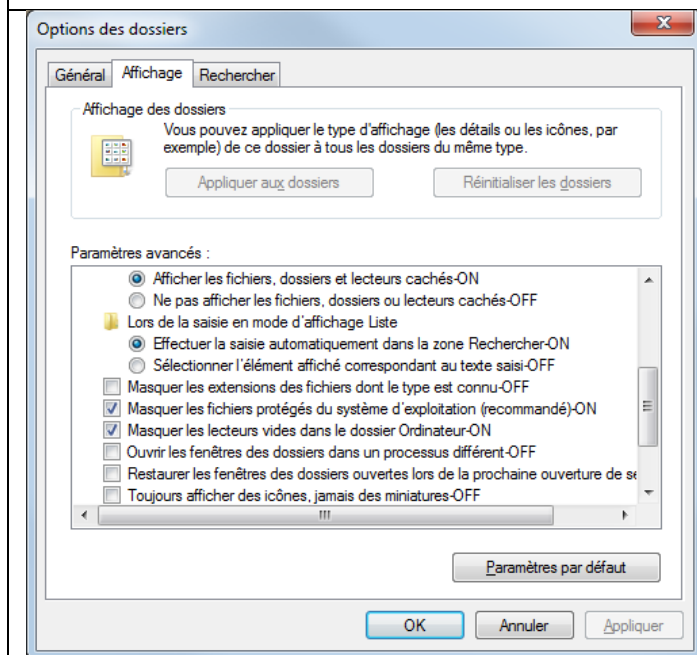 Options des dossiers
Général Affichage Rechercher
Affichage des dossiers
Vous pouvez appliquer le type d'affichage (les détails ou les icônes, par
exemple) de ce dossier à tous les dossiers du même type.
Appliquer aux dossiers Réinitialiser les dossiers
Paramètres avancés :
Afficher les fichiers, dossiers et lecteurs cachés-ON
Ne pas afficher les fichiers, dossiers ou lecteurs cachés-OFF
Lors de la saisie en mode d'affichage Liste
Effectuer la saisie automatiquement dans la zone Rechercher-ON
Sélectionner l'élément affiché correspondant au texte saisi-OFF
Masquer les extensions des fichiers dont le type est connu-OFF
Masquer les fichiers protégés du système d'exploitation (recommandé)-ON
Masquer les lecteurs vides dans le dossier Ordinateur-ON
Ouvrir les fenêtres des dossiers dans un processus différent-OFF
Restaurer les fenêtres des dossiers ouvertes lors de la prochaine ouverture de se
Toujours afficher des icônes, jamais des miniatures-OFF
Paramètres par défaut
OK Annuler Appliquer